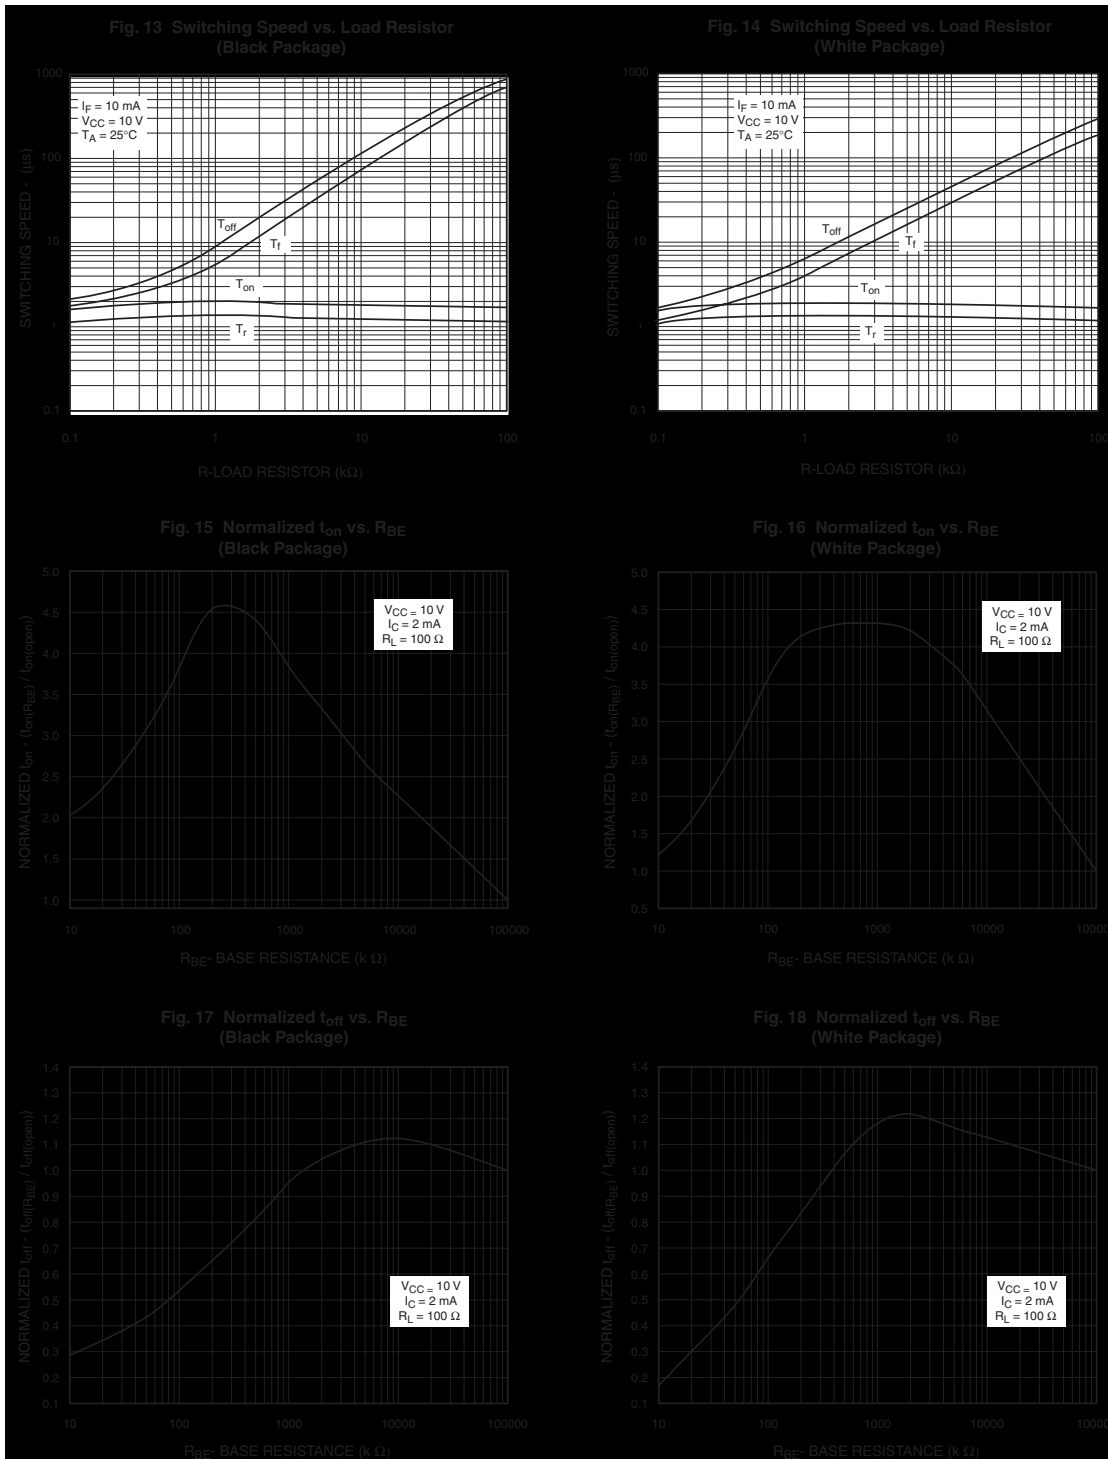 Fig. 13 Switching Speed vs. Load Resistor
(Black Package)
1000
100
10
1
0.1
SWITCHING SPEED - (µs)
IF = 10 mA
VCC = 10 V
TA = 25°C
Toff
Tf
Ton
Tr
0.1 1 10 100
R-LOAD RESISTOR (kΩ)
Fig. 14 Switching Speed vs. Load Resistor
(White Package)
1000
100
10
1
0.1
SWITCHING SPEED - (µs)
IF = 10 mA
VCC = 10 V
TA = 25°C
Toff
Tf
Ton
Tr
0.1 1 10 100
R-LOAD RESISTOR (kΩ)
Fig. 15 Normalized ton vs. RBE
(Black Package)
5.0
4.5
4.0
3.5
3.0
2.5
2.0
1.5
1.0
NORMALIZED ton - (ton(RBE) / ton(open))
VCC = 10 V
IC = 2 mA
RL = 100 Ω
10 100 1000 10000 100000
RBE- BASE RESISTANCE (k Ω)
Fig. 16 Normalized ton vs. RBE
(White Package)
5.0
4.5
4.0
3.5
3.0
2.5
2.0
1.5
1.0
0.5
NORMALIZED ton - (ton(RBE) / ton(open))
VCC = 10 V
IC = 2 mA
RL = 100 Ω
10 100 1000 10000 100000
RBE- BASE RESISTANCE (k Ω)
Fig. 17 Normalized toff vs. RBE
(Black Package)
1.4
1.3
1.2
1.1
1.0
0.9
0.8
0.7
0.6
0.5
0.4
0.3
0.2
0.1
NORMALIZED toff - (toff(RBE) / toff(open))
VCC = 10 V
IC = 2 mA
RL = 100 Ω
10 100 1000 10000 100000
RBE- BASE RESISTANCE (k Ω)
Fig. 18 Normalized toff vs. RBE
(White Package)
1.4
1.3
1.2
1.1
1.0
0.9
0.8
0.7
0.6
0.5
0.4
0.3
0.2
0.1
NORMALIZED toff - (toff(RBE) / toff(open))
VCC = 10 V
IC = 2 mA
RL = 100 Ω
10 100 1000 10000 100000
RBE- BASE RESISTANCE (k Ω)